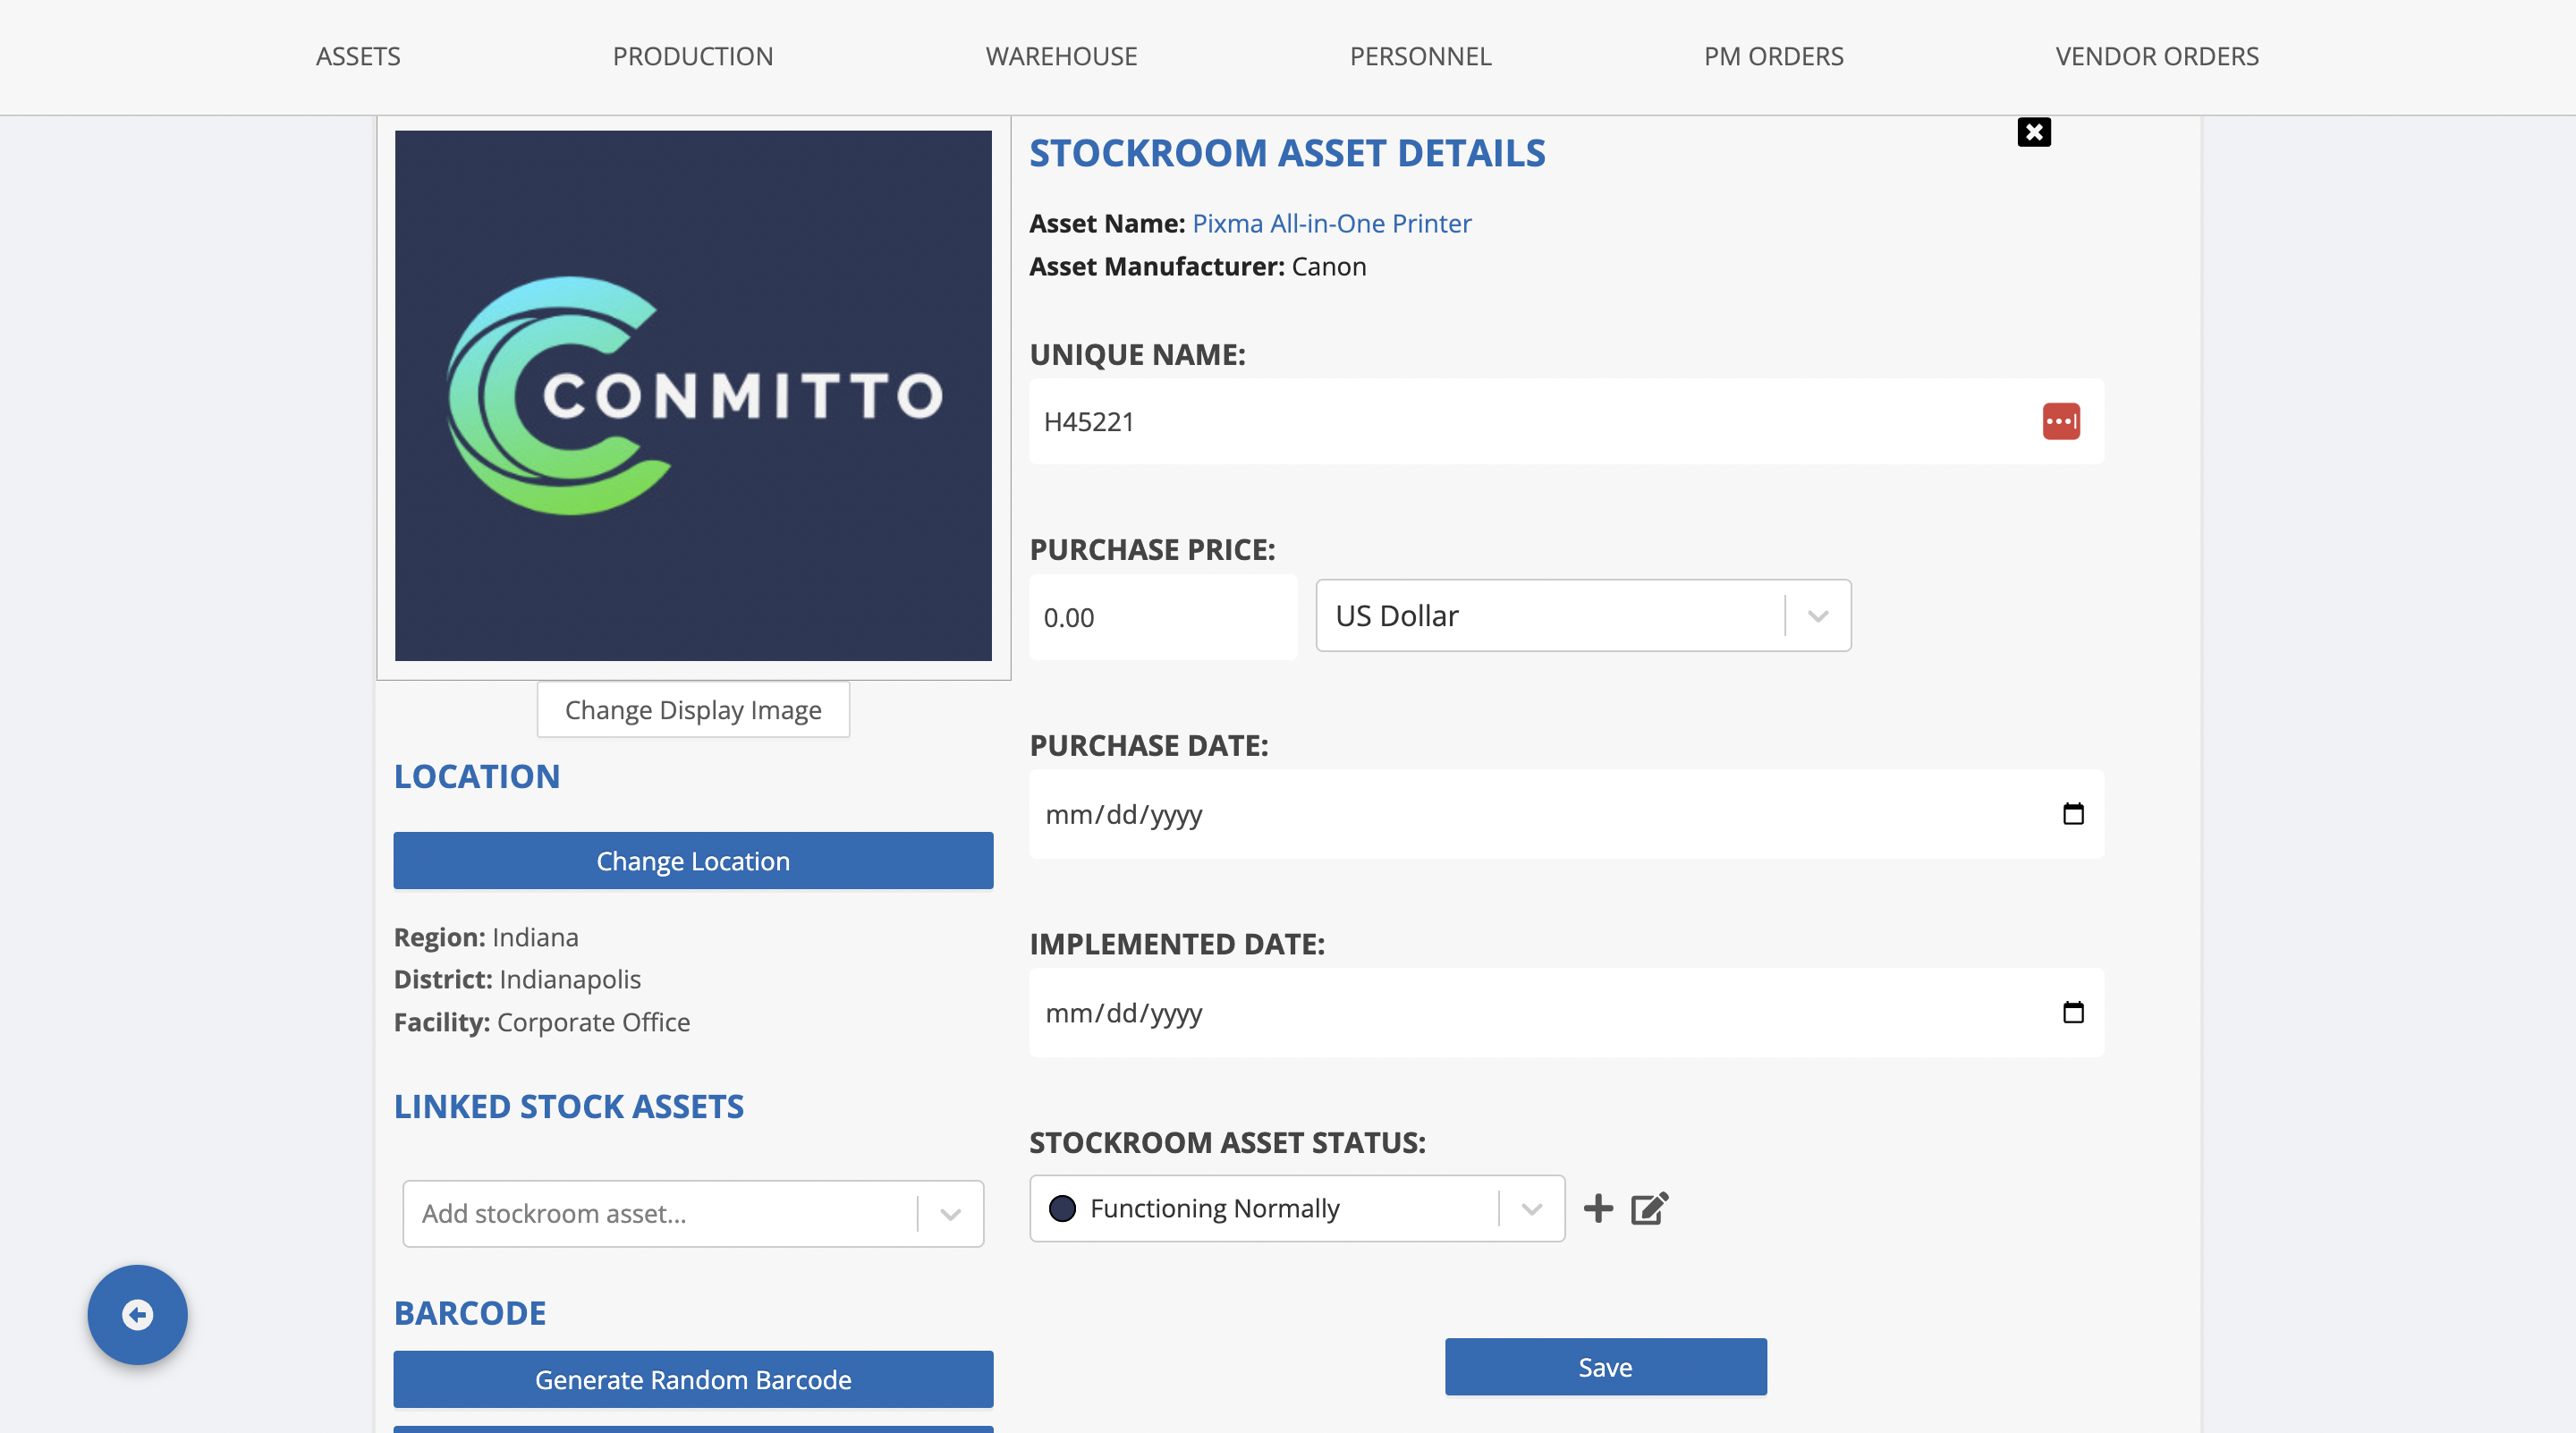 ASSETS
PRODUCTION
WAREHOUSE
PERSONNEL
PM ORDERS
VENDOR ORDERS
CONMITTO
Change Display Image
LOCATION
Change Location
Region: Indiana
District: Indianapolis
Facility: Corporate Office
LINKED STOCK ASSETS
Add stockroom asset...
BARCODE
Generate Random Barcode
STOCKROOM ASSET DETAILS
Asset Name: Pixma All-in-One Printer
Asset Manufacturer: Canon
UNIQUE NAME:
H45221
PURCHASE PRICE:
0.00
US Dollar
PURCHASE DATE:
mm/dd/yyyy
IMPLEMENTED DATE:
mm/dd/yyyy
STOCKROOM ASSET STATUS:
Functioning Normally
Save